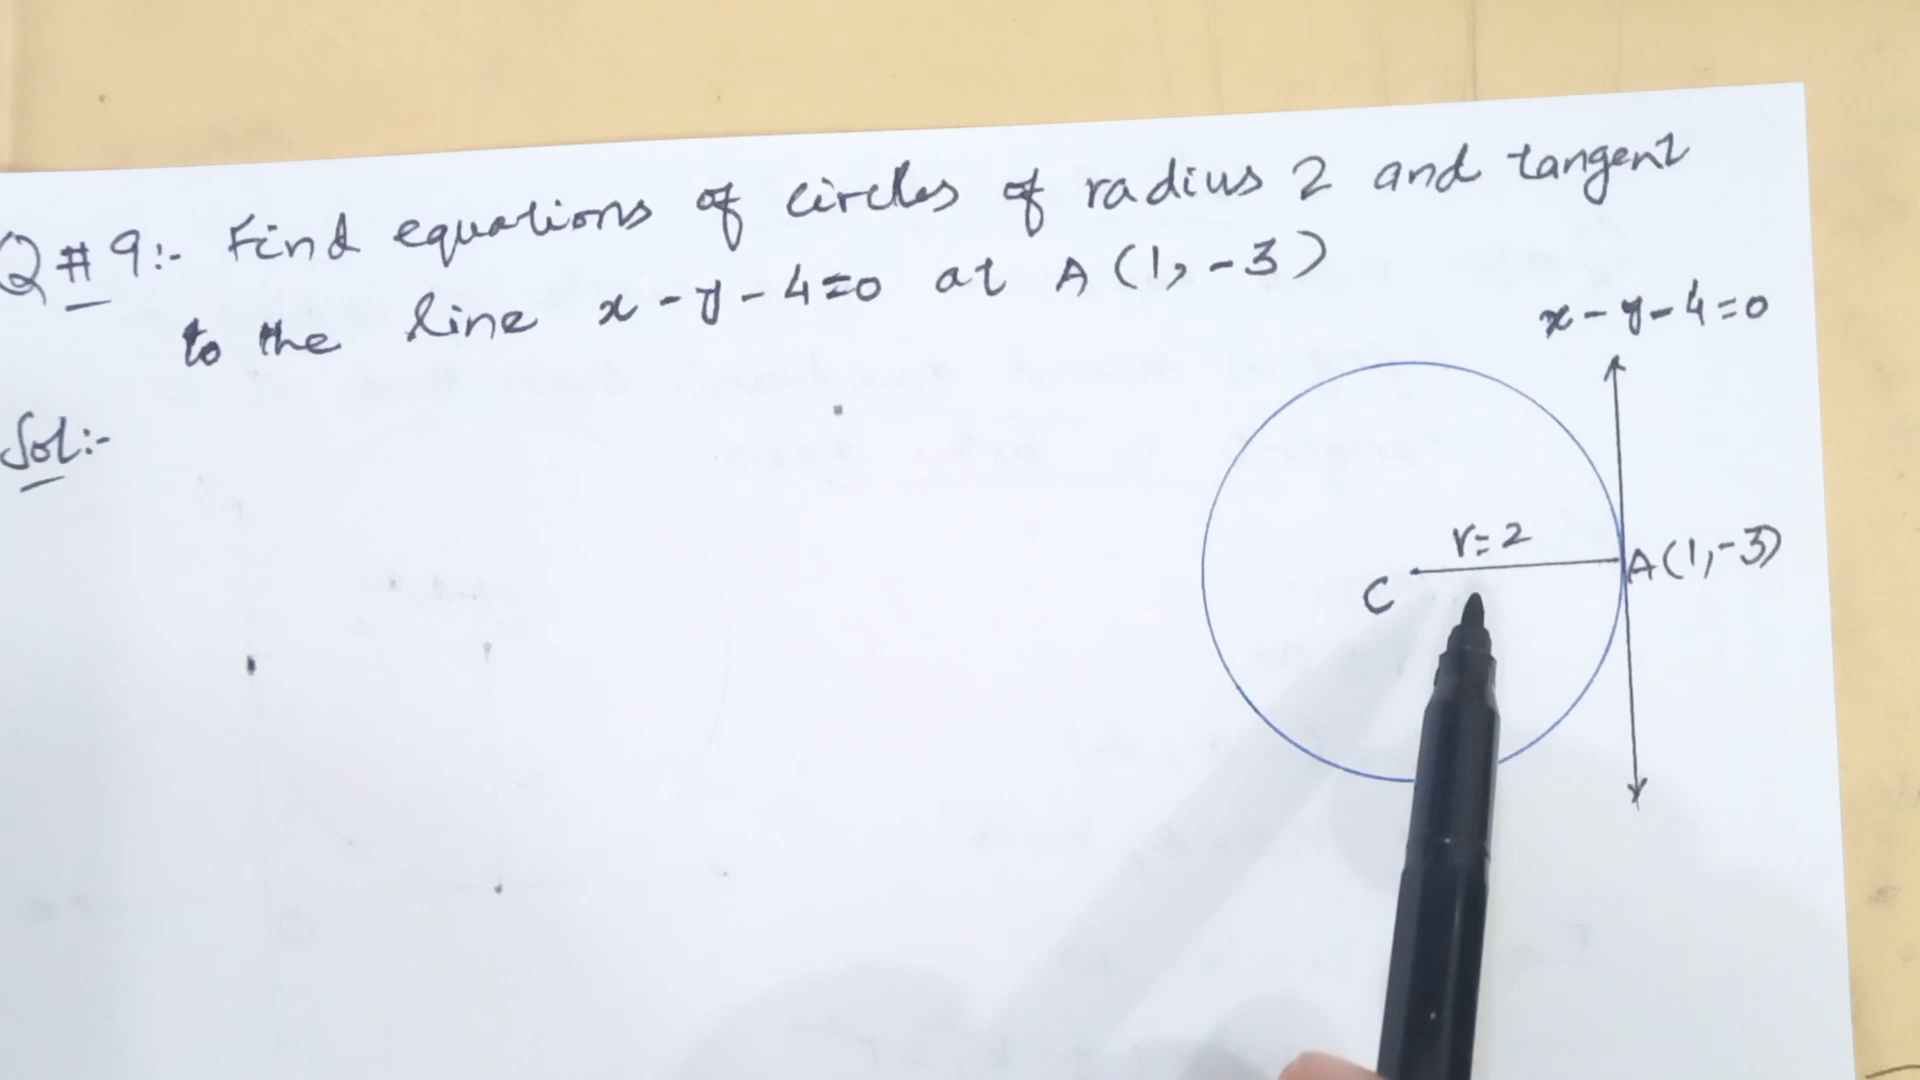 Q # 9:- Find equations of circles of radius 2 and tangent
to the line x - y - 4 = 0 at A (1, -3)
x - y - 4 = 0
Sol:-
r = 2
C
A (1, -3)